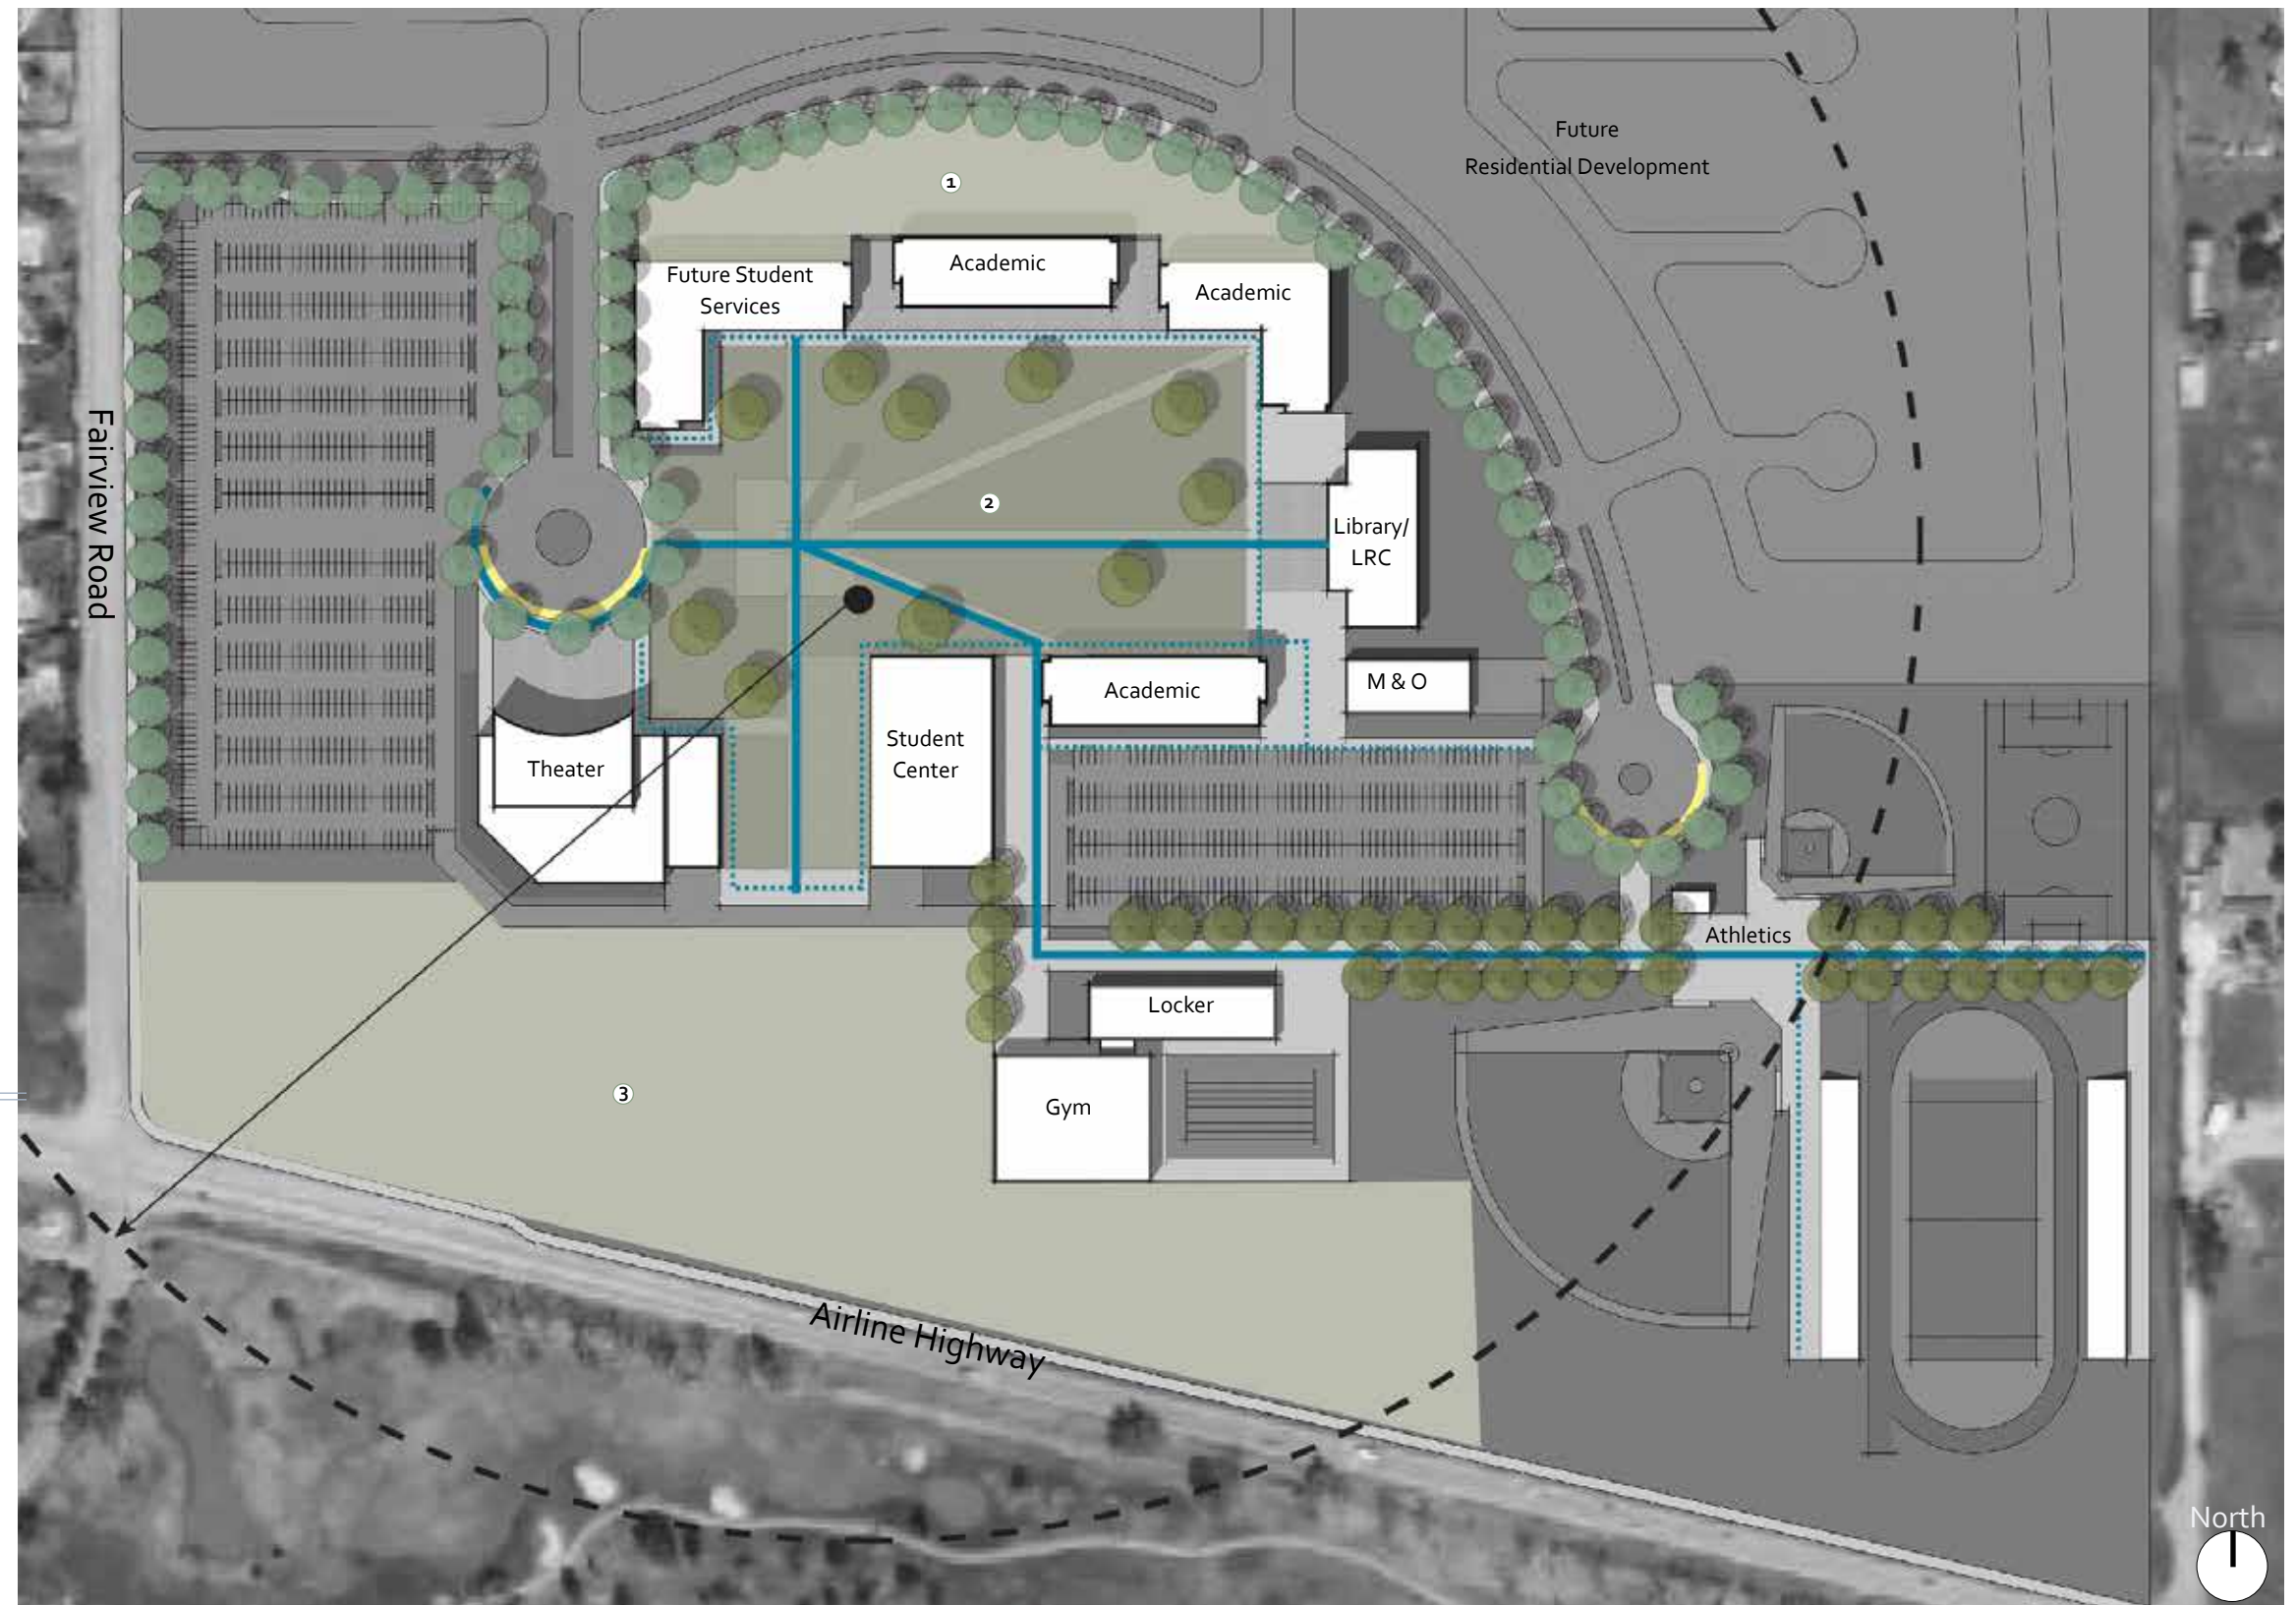 Future
Residential Development
1
Academic
Future Student
Services
Academic
2
Library/
LRC
Fairview Road
M & O
Academic
Student
Center
Theater
Athletics
Locker
3
Gym
Airline Highway
North